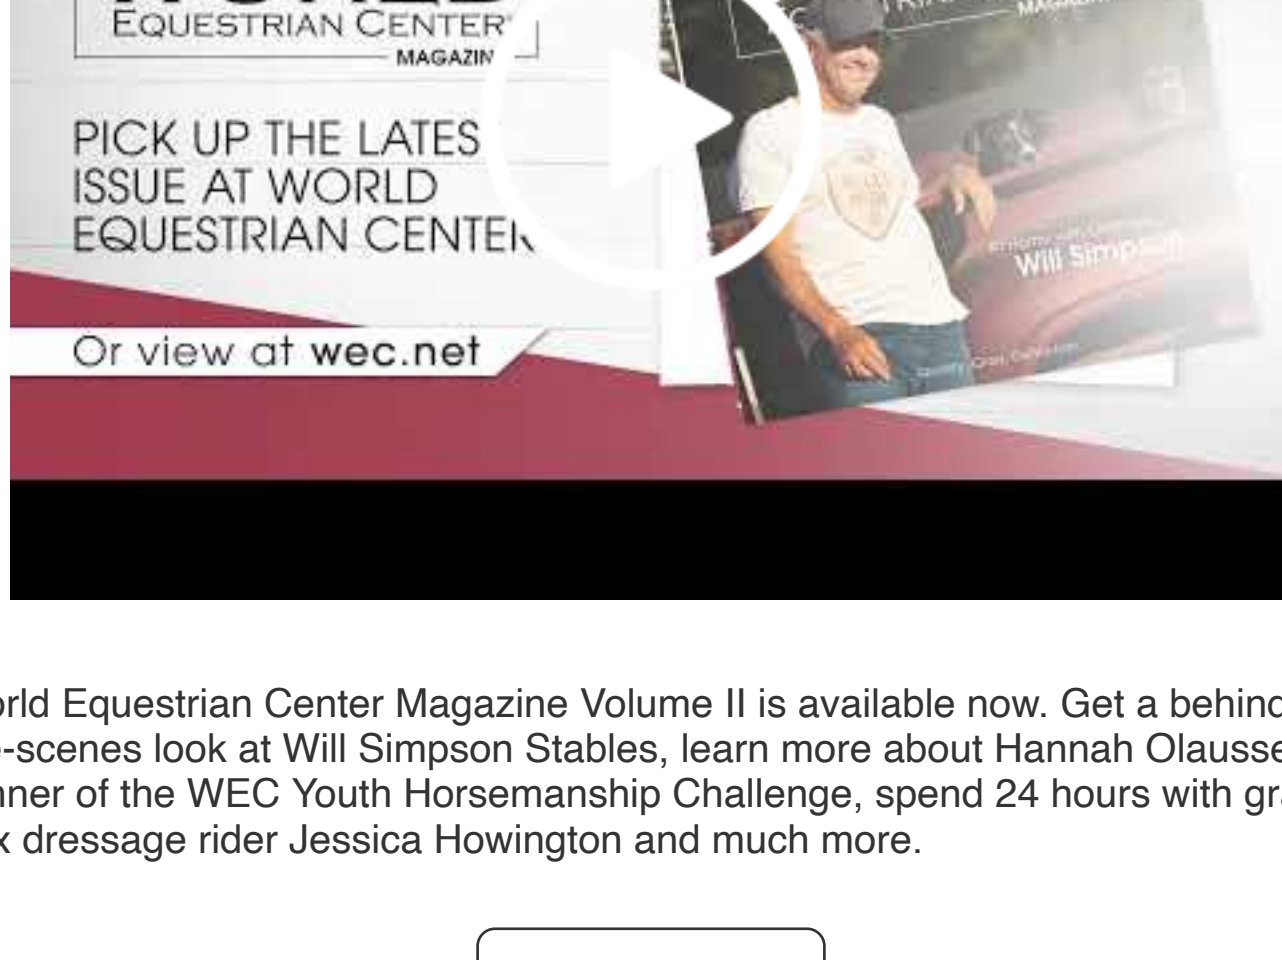 EQUESTRIAN CENTER
MAGAZIN
PICK UP THE LATES
ISSUE AT WORLD
EQUESTRIAN CENTER
Or view at wec.net
Will Simpson
orld Equestrian Center Magazine Volume II is available now. Get a behind
e-scenes look at Will Simpson Stables, learn more about Hannah Olausse
nner of the WEC Youth Horsemanship Challenge, spend 24 hours with gra
x dressage rider Jessica Howington and much more.